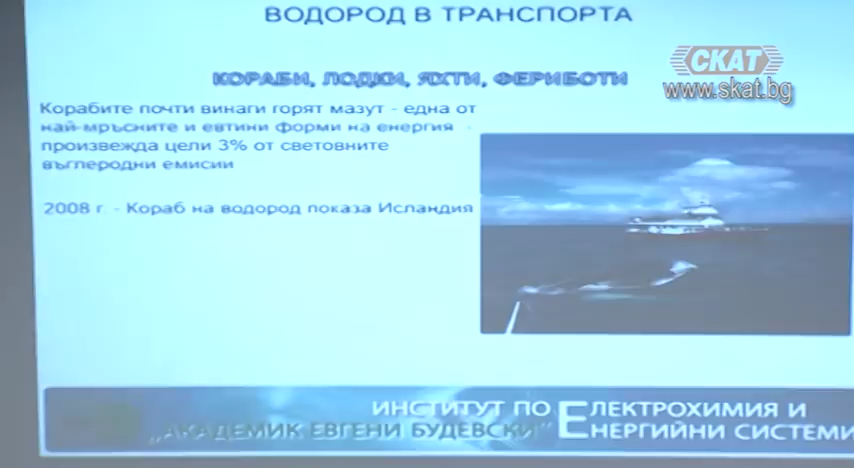 ВОДОРОД В ТРАНСПОРТА
СКАТ
www.skat.bg
КОРАБИ, ЛОДКИ, ЯХТИ, ФЕРИБОТИ
Корабите почти винаги горят мазут - една от
най-мръсните и евтини форми на енергия -
произвежда цели 3% от световните
въглеродни емисии
2008 г. - Кораб на водород показа Исландия
ИНСТИТУТ ПО ЕЛЕКТРОХИМИЯ И
„АКАДЕМИК ЕВГЕНИ БУДЕВСКИ" ЕНЕРГИЙНИ СИСТЕМИ